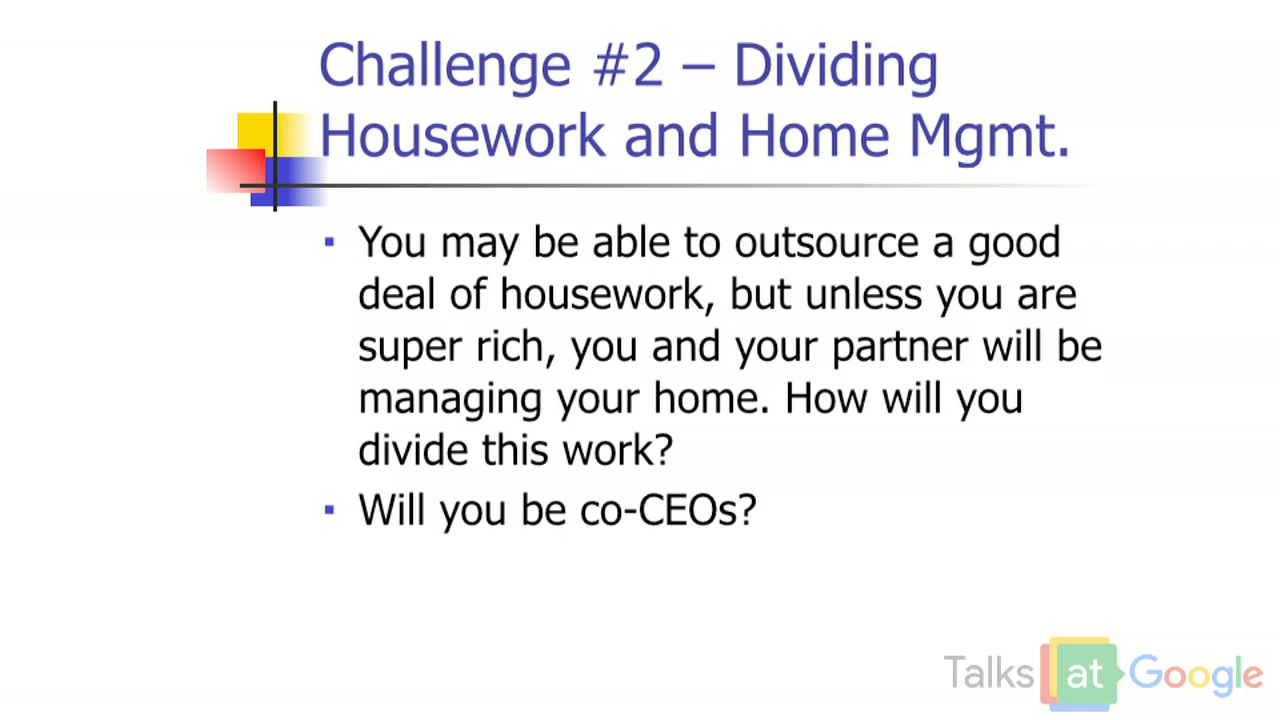 Challenge #2 – Dividing
Housework and Home Mgmt.
You may be able to outsource a good
deal of housework, but unless you are
super rich, you and your partner will be
managing your home. How will you
divide this work?
Will you be co-CEOs?
Talks at Google